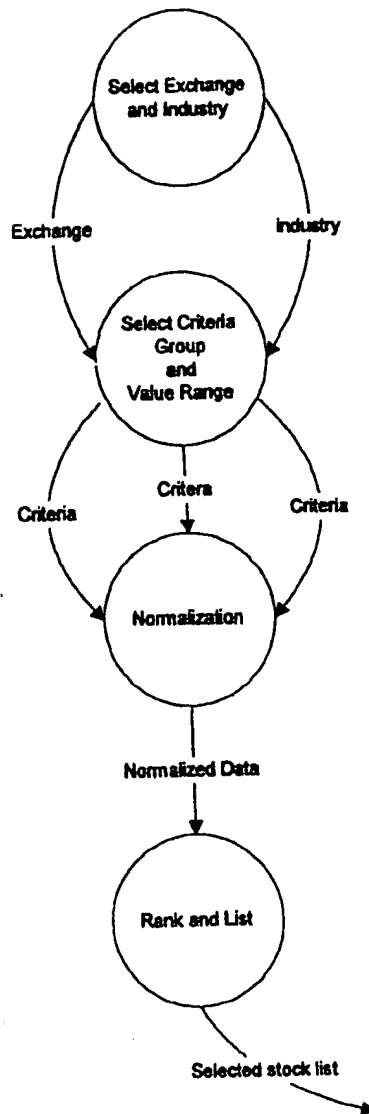 Select Exchange
and Industry
Exchange
industry
Select Criteria
Group
and
Value Range
Criteria
Critera
Criteria
Normalization
Normalized Data
Rank and List
Selected stock list